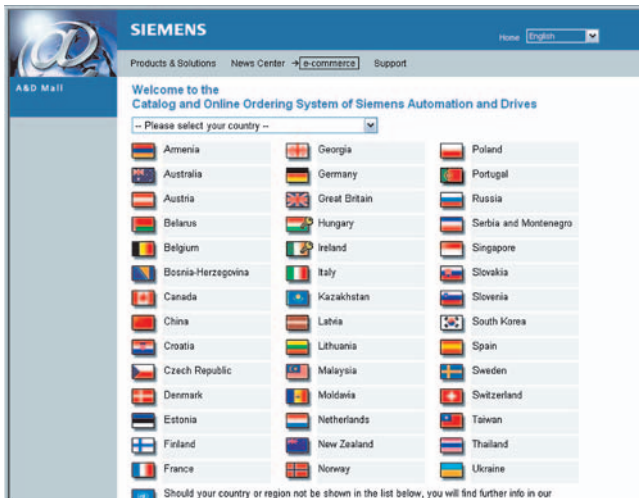 SIEMENS
Home English
Products & Solutions News Center e-commerce Support
A&D Mall
Welcome to the
Catalog and Online Ordering System of Siemens Automation and Drives
-- Please select your country --
Armenia Georgia Poland
Australia Germany Portugal
Austria Great Britain Russia
Belarus Hungary Serbia and Montenegro
Belgium Ireland Singapore
Bosnia-Herzegovina Italy Slovakia
Canada Kazakhstan Slovenia
China Latvia South Korea
Croatia Lithuania Spain
Czech Republic Malaysia Sweden
Denmark Moldavia Switzerland
Estonia Netherlands Taiwan
Finland New Zealand Thailand
France Norway Ukraine
Should your country or region not be shown in the list below, you will find further info in our